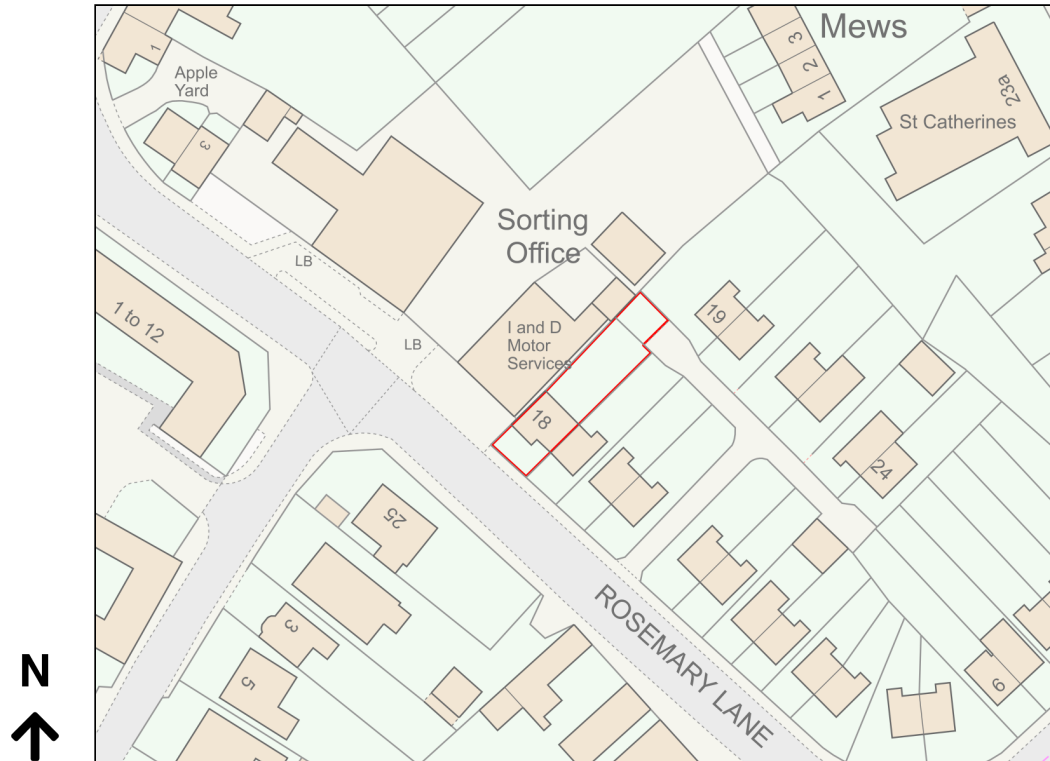 Mews
1
Apple
Yard
3
2
1
23a
St Catherines
3
Sorting
Office
LB
1 to 12
19
I and D
Motor
Services
LB
18
24
25
ROSEMARY LANE
3
5
9
N